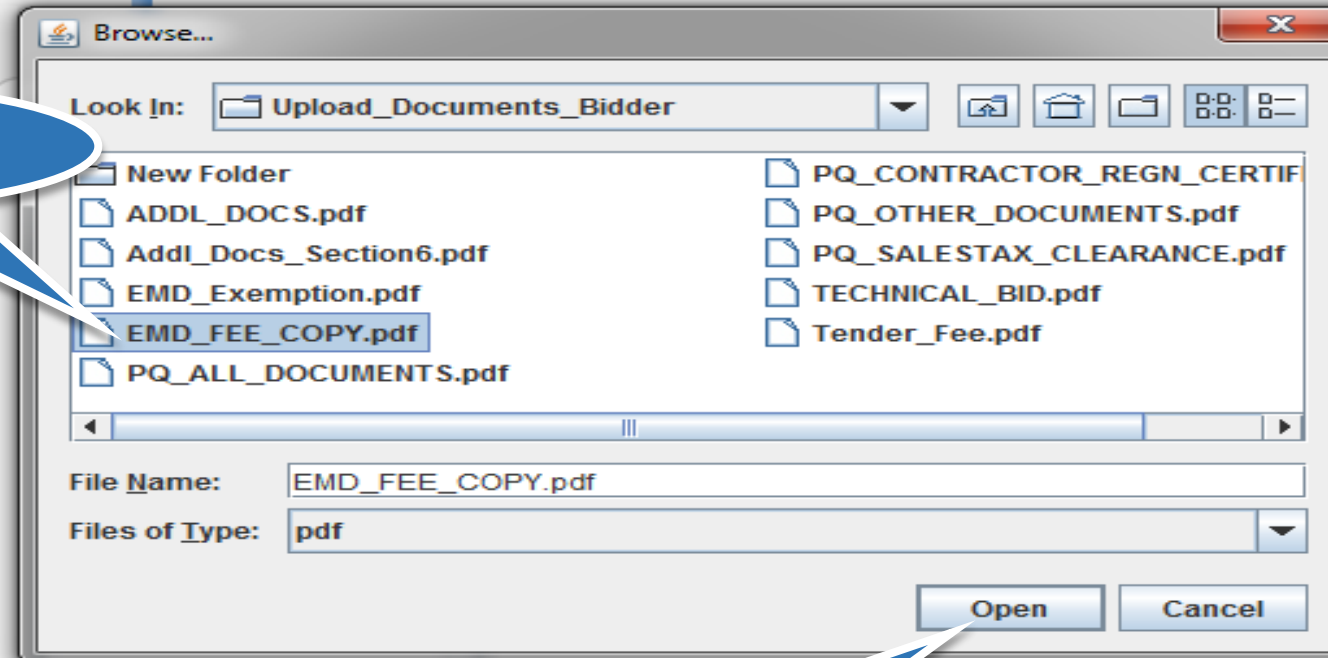 Browse...
Look In: Upload_Documents_Bidder
New Folder
ADDL_DOCS.pdf
Addl_Docs_Section6.pdf
EMD_Exemption.pdf
EMD_FEE_COPY.pdf
PQ_ALL_DOCUMENTS.pdf
PQ_CONTRACTOR_REGN_CERTIF
PQ_OTHER_DOCUMENTS.pdf
PQ_SALESTAX_CLEARANCE.pdf
TECHNICAL_BID.pdf
Tender_Fee.pdf
File Name: EMD_FEE_COPY.pdf
Files of Type: pdf
Open Cancel